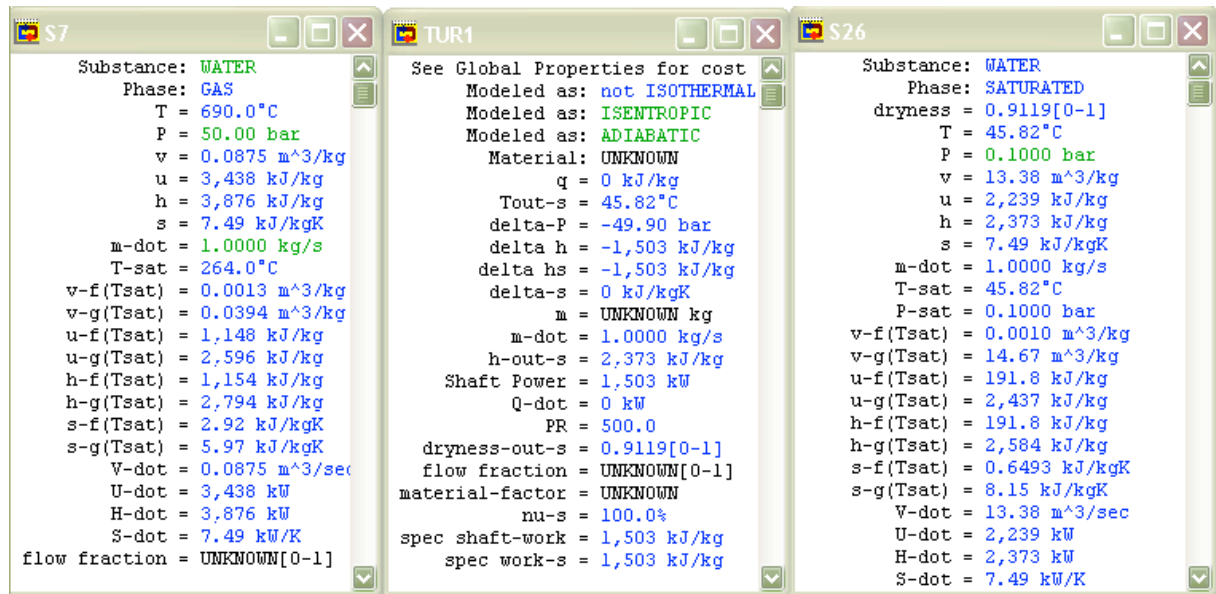 S7
Substance: WATER
Phase: GAS
T = 690.0°C
P = 50.00 bar
v = 0.0875 m^3/kg
u = 3,438 kJ/kg
h = 3,876 kJ/kg
s = 7.49 kJ/kgK
m-dot = 1.0000 kg/s
T-sat = 264.0°C
v-f(Tsat) = 0.0013 m^3/kg
v-g(Tsat) = 0.0394 m^3/kg
u-f(Tsat) = 1,148 kJ/kg
u-g(Tsat) = 2,596 kJ/kg
h-f(Tsat) = 1,154 kJ/kg
h-g(Tsat) = 2,794 kJ/kg
s-f(Tsat) = 2.92 kJ/kgK
s-g(Tsat) = 5.97 kJ/kgK
V-dot = 0.0875 m^3/sec
U-dot = 3,438 kW
H-dot = 3,876 kW
S-dot = 7.49 kW/K
flow fraction = UNKNOWN[0-1]
TUR1
See Global Properties for cost
Modeled as: not ISOTHERMAL
Modeled as: ISENTROPIC
Modeled as: ADIABATIC
Material: UNKNOWN
q = 0 kJ/kg
Tout-s = 45.82°C
delta-P = -49.90 bar
delta h = -1,503 kJ/kg
delta hs = -1,503 kJ/kg
delta-s = 0 kJ/kgK
m = UNKNOWN kg
m-dot = 1.0000 kg/s
h-out-s = 2,373 kJ/kg
Shaft Power = 1,503 kW
Q-dot = 0 kW
PR = 500.0
dryness-out-s = 0.9119[0-1]
flow fraction = UNKNOWN[0-1]
material-factor = UNKNOWN
nu-s = 100.0%
spec shaft-work = 1,503 kJ/kg
spec work-s = 1,503 kJ/kg
S26
Substance: WATER
Phase: SATURATED
dryness = 0.9119[0-1]
T = 45.82°C
P = 0.1000 bar
v = 13.38 m^3/kg
u = 2,239 kJ/kg
h = 2,373 kJ/kg
s = 7.49 kJ/kgK
m-dot = 1.0000 kg/s
T-sat = 45.82°C
P-sat = 0.1000 bar
v-f(Tsat) = 0.0010 m^3/kg
v-g(Tsat) = 14.67 m^3/kg
u-f(Tsat) = 191.8 kJ/kg
u-g(Tsat) = 2,437 kJ/kg
h-f(Tsat) = 191.8 kJ/kg
h-g(Tsat) = 2,584 kJ/kg
s-f(Tsat) = 0.6493 kJ/kgK
s-g(Tsat) = 8.15 kJ/kgK
V-dot = 13.38 m^3/sec
U-dot = 2,239 kW
H-dot = 2,373 kW
S-dot = 7.49 kW/K